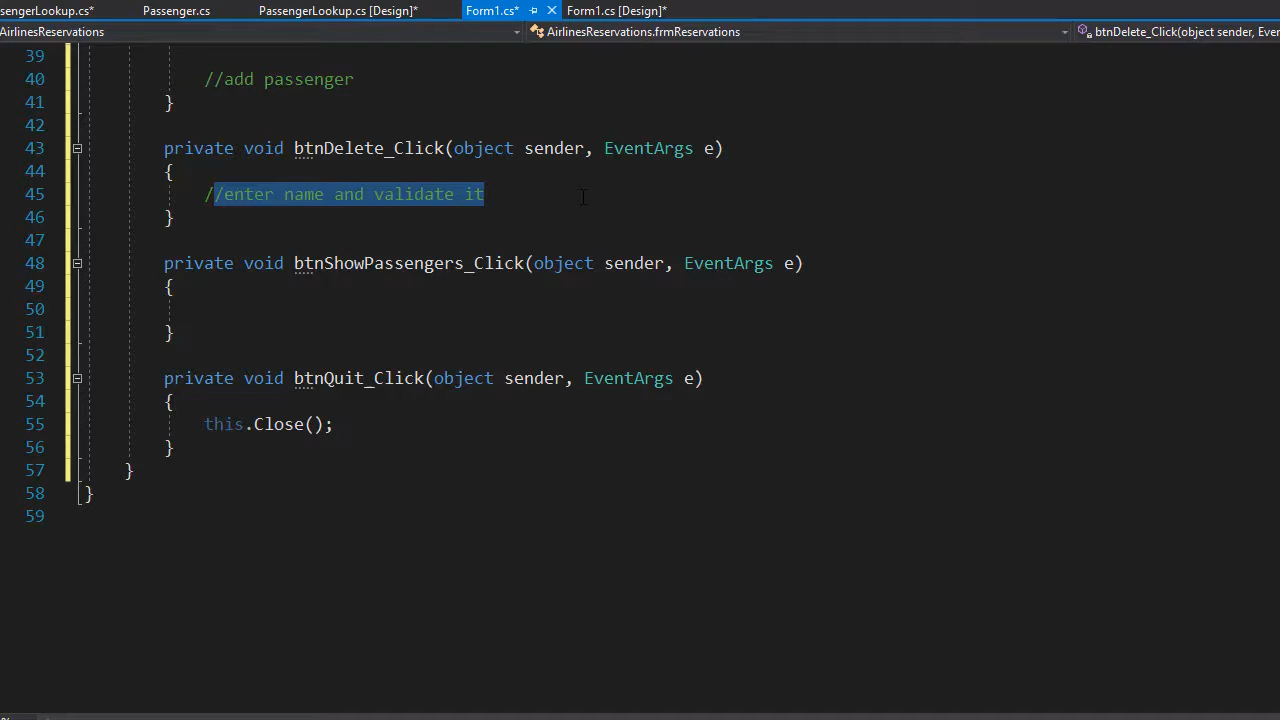 sengerLookup.cs* Passenger.cs PassengerLookup.cs [Design]* Form1.cs* Form1.cs [Design]*
AirlinesReservations AirlinesReservations.frmReservations btnDelete_Click(object sender, Ever
39
40 //add passenger
41 }
42
43 private void btnDelete_Click(object sender, EventArgs e)
44 {
45 //enter name and validate it
46 }
47
48 private void btnShowPassengers_Click(object sender, EventArgs e)
49 {
50
51 }
52
53 private void btnQuit_Click(object sender, EventArgs e)
54 {
55 this.Close();
56 }
57 }
58 }
59